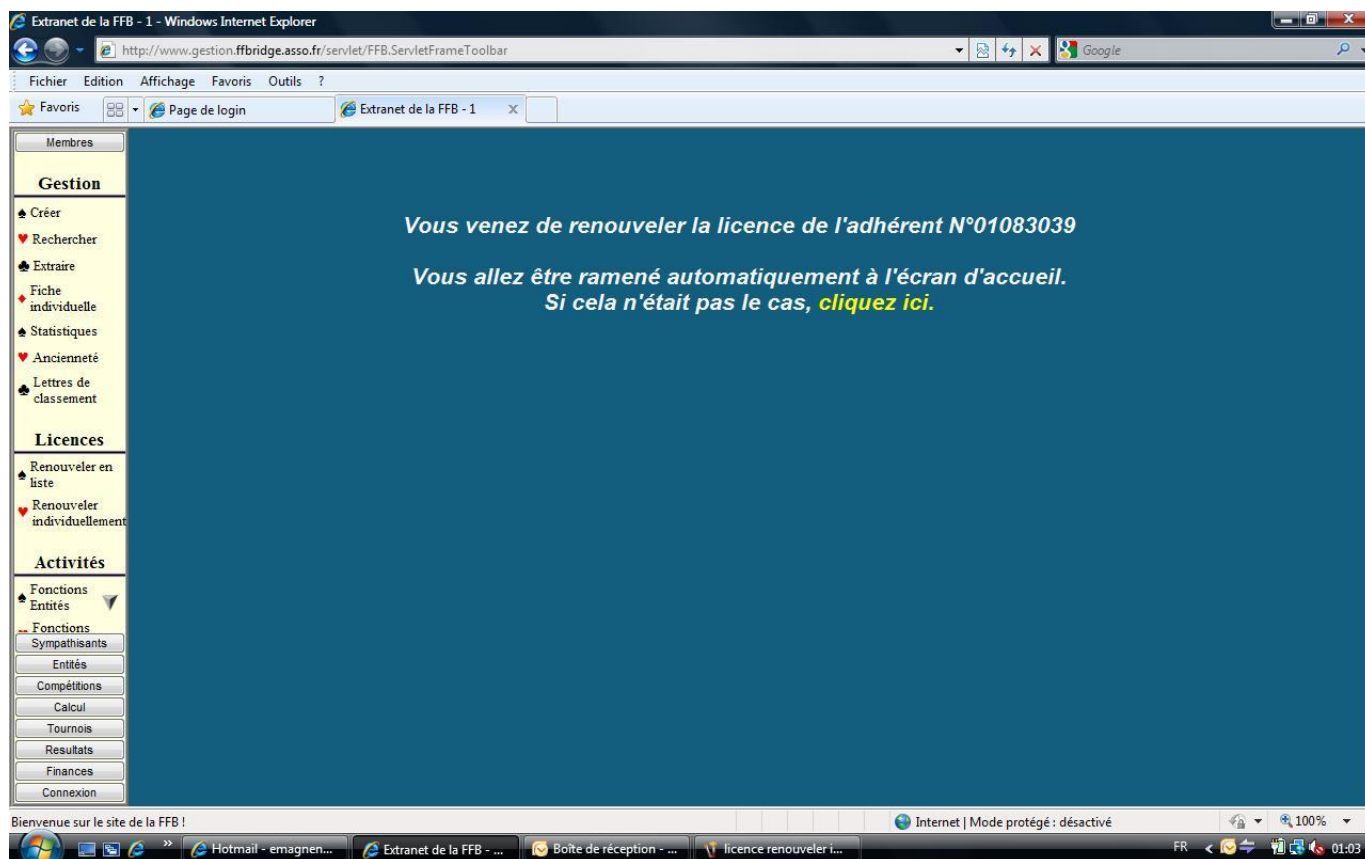 Extranet de la FFB - 1 - Windows Internet Explorer
http://www.gestion.ffbridge.asso.fr/servlet/FFB.ServletFrameToolbar
Google
Fichier Edition Affichage Favoris Outils ?
Favoris
Page de login
Extranet de la FFB - 1
Membres
Gestion
Créer
Rechercher
Extraire
Fiche
individuelle
Statistiques
Ancienneté
Lettres de
classement
Licences
Renouveler en
liste
Renouveler
individuellement
Activités
Fonctions
Entités
Fonctions
Sympathisants
Entités
Compétitions
Calcul
Tournois
Resultats
Finances
Connexion
Vous venez de renouveler la licence de l'adhérent N°01083039
Vous allez être ramené automatiquement à l'écran d'accueil.
Si cela n'était pas le cas, cliquez ici.
Bienvenue sur le site de la FFB !
Internet | Mode protégé : désactivé
100%
Hotmail - emagnen...
Extranet de la FFB - ...
Boîte de réception - ...
licence renouveler i...
FR
01:03